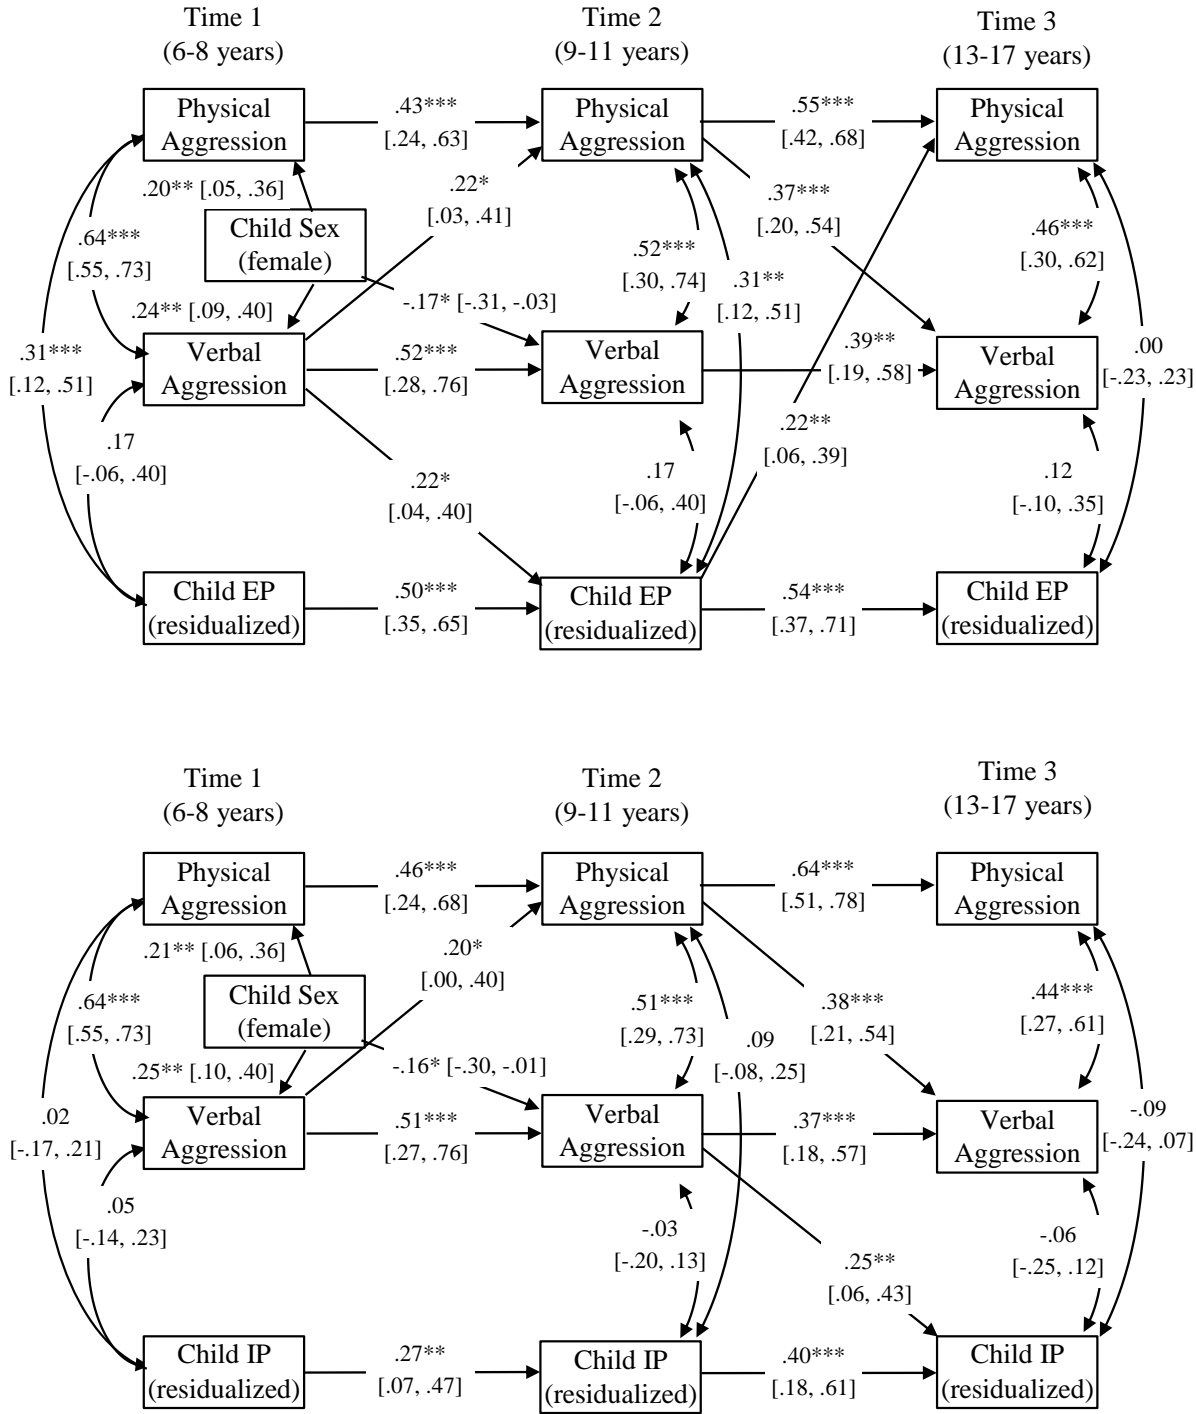 Time 1
(6-8 years)
Time 2
(9-11 years)
Time 3
(13-17 years)
Physical
Aggression
.43***
[.24, .63]
Physical
Aggression
.55***
[.42, .68]
Physical
Aggression
.20** [.05, .36]
.22*
[.03, .41]
.37***
[.20, .54]
Child Sex
(female)
.64***
[.55, .73]
.52***
[.30, .74]
.31**
[.12, .51]
.46***
[.30, .62]
.24** [.09, .40]
-.17* [-.31, -.03]
.31***
[.12, .51]
Verbal
Aggression
.52***
[.28, .76]
Verbal
Aggression
.39**
[.19, .58]
Verbal
Aggression
.00
[-.23, .23]
.17
[-.06, .40]
.22*
[.04, .40]
.17
[-.06, .40]
.22**
[.06, .39]
.12
[-.10, .35]
Child EP
(residualized)
.50***
[.35, .65]
Child EP
(residualized)
.54***
[.37, .71]
Child EP
(residualized)
Time 1
(6-8 years)
Time 2
(9-11 years)
Time 3
(13-17 years)
Physical
Aggression
.46***
[.24, .68]
Physical
Aggression
.64***
[.51, .78]
Physical
Aggression
.21** [.06, .36]
.20*
[.00, .40]
Child Sex
(female)
.64***
[.55, .73]
.51***
[.29, .73]
.38***
[.21, .54]
.44***
[.27, .61]
.09
[-.08, .25]
.25** [.10, .40]
-.16* [-.30, -.01]
.02
[-.17, .21]
Verbal
Aggression
.51***
[.27, .76]
Verbal
Aggression
.37***
[.18, .57]
Verbal
Aggression
-.09
[-.24, .07]
.05
[-.14, .23]
-.03
[-.20, .13]
.25**
[.06, .43]
-.06
[-.25, .12]
Child IP
(residualized)
.27**
[.07, .47]
Child IP
(residualized)
.40***
[.18, .61]
Child IP
(residualized)